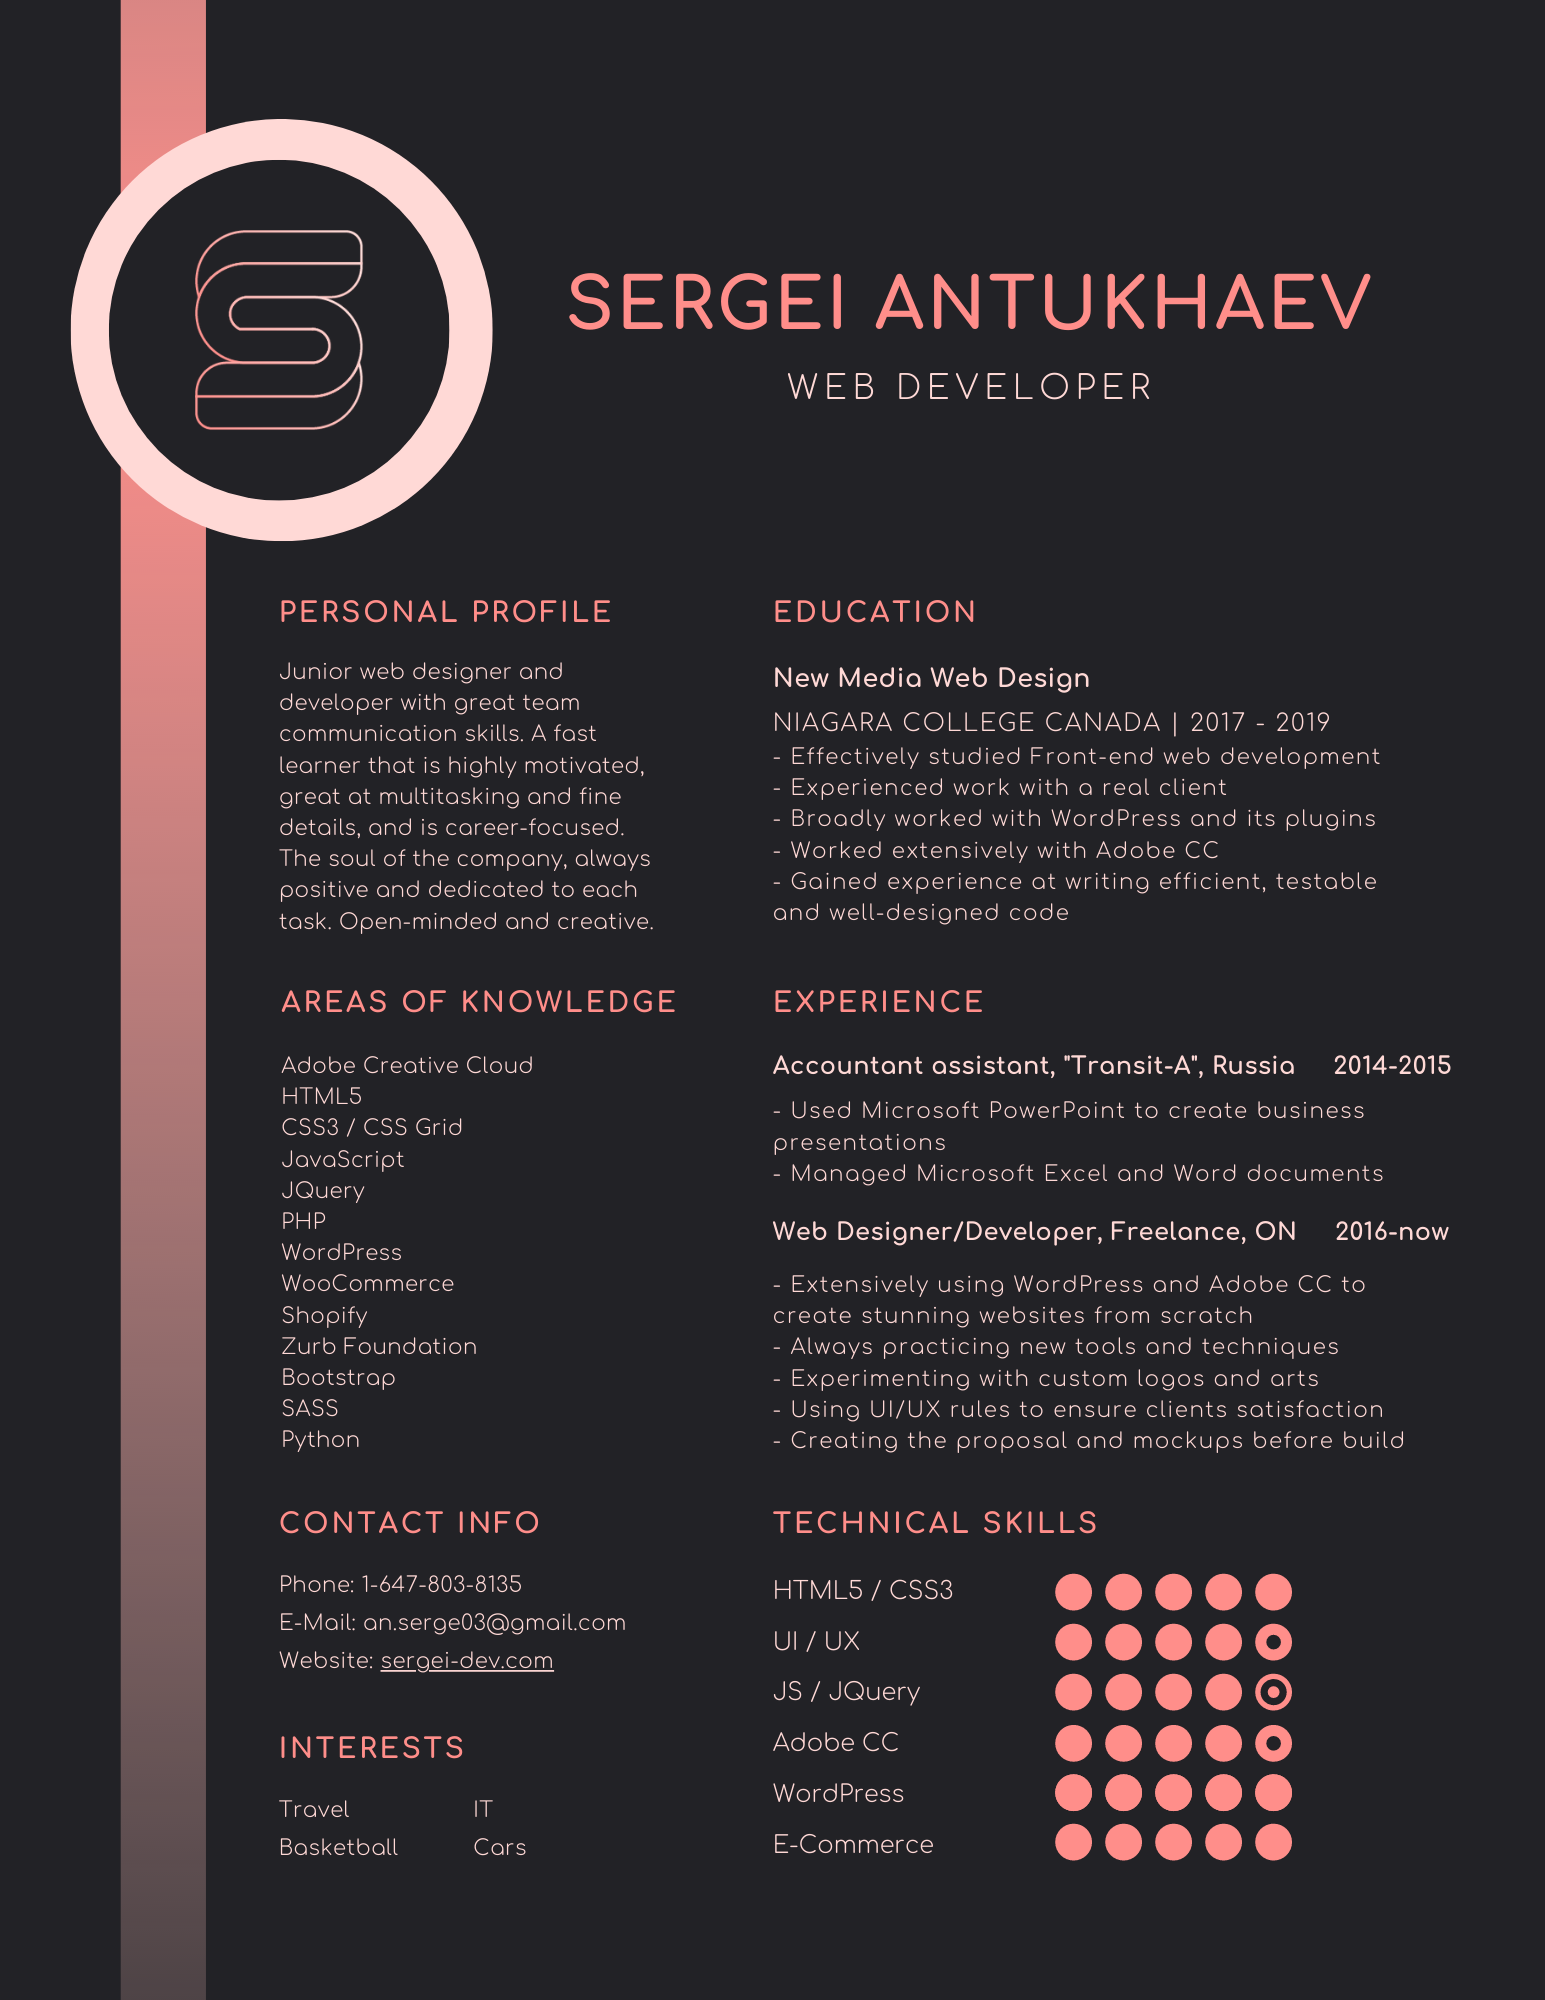 SERGEI ANTUKHAEV
WEB DEVELOPER
PERSONAL PROFILE
Junior web designer and
developer with great team
communication skills. A fast
learner that is highly motivated,
great at multitasking and fine
details, and is career-focused.
The soul of the company, always
positive and dedicated to each
task. Open-minded and creative.
AREAS OF KNOWLEDGE
Adobe Creative Cloud
HTML5
CSS3 / CSS Grid
JavaScript
JQuery
PHP
WordPress
WooCommerce
Shopify
Zurb Foundation
Bootstrap
SASS
Python
CONTACT INFO
Phone: 1-647-803-8135
E-Mail: an.serge03@gmail.com
Website: sergei-dev.com
INTERESTS
Travel IT
Basketball Cars
EDUCATION
New Media Web Design
NIAGARA COLLEGE CANADA | 2017 - 2019
- Effectively studied Front-end web development
- Experienced work with a real client
- Broadly worked with WordPress and its plugins
- Worked extensively with Adobe CC
- Gained experience at writing efficient, testable
and well-designed code
EXPERIENCE
Accountant assistant, "Transit-A", Russia 2014-2015
- Used Microsoft PowerPoint to create business
presentations
- Managed Microsoft Excel and Word documents
Web Designer/Developer, Freelance, ON 2016-now
- Extensively using WordPress and Adobe CC to
create stunning websites from scratch
- Always practicing new tools and techniques
- Experimenting with custom logos and arts
- Using UI/UX rules to ensure clients satisfaction
- Creating the proposal and mockups before build
TECHNICAL SKILLS
HTML5 / CSS3
UI / UX
JS / JQuery
Adobe CC
WordPress
E-Commerce